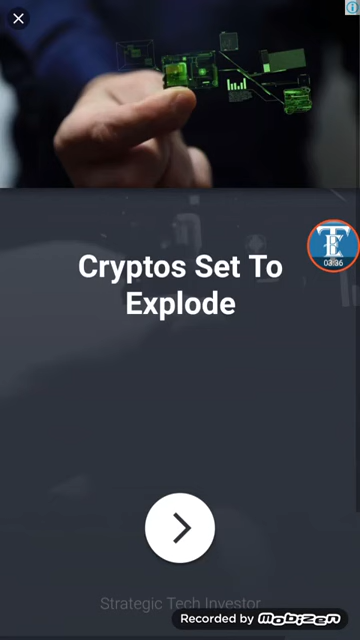 Cryptos Set To
Explode
03:36
Strategic Tech Investor
Recorded by MOBIZEN